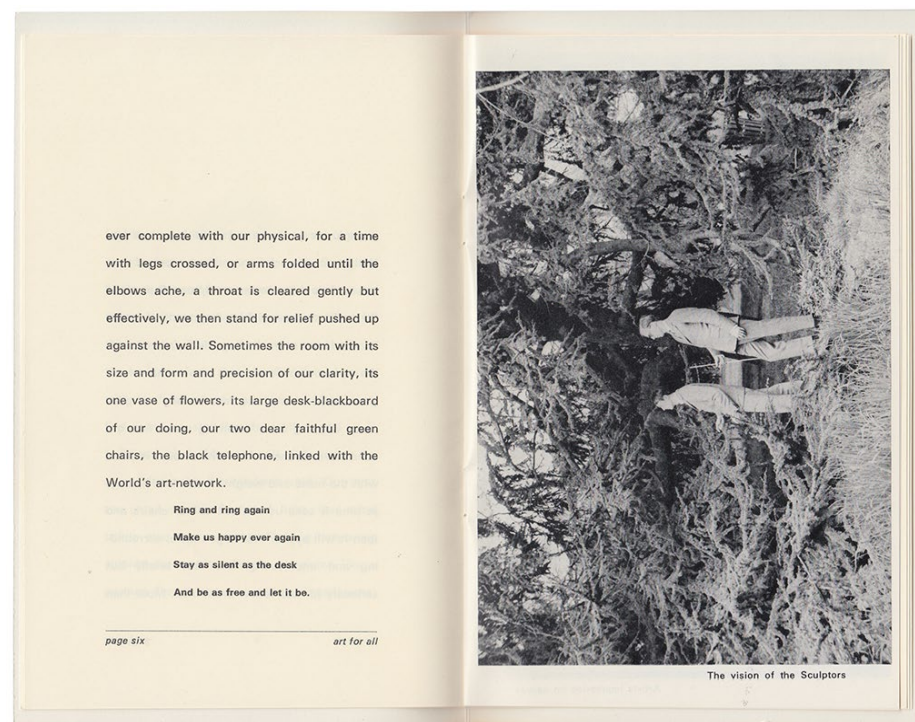 ever complete with our physical, for a time
with legs crossed, or arms folded until the
elbows ache, a throat is cleared gently but
effectively, we then stand for relief pushed up
against the wall. Sometimes the room with its
size and form and precision of our clarity, its
one vase of flowers, its large desk-blackboard
of our doing, our two dear faithful green
chairs, the black telephone, linked with the
World's art-network.
Ring and ring again
Make us happy ever again
Stay as silent as the desk
And be as free and let it be.
page six art for all
The vision of the Sculptors